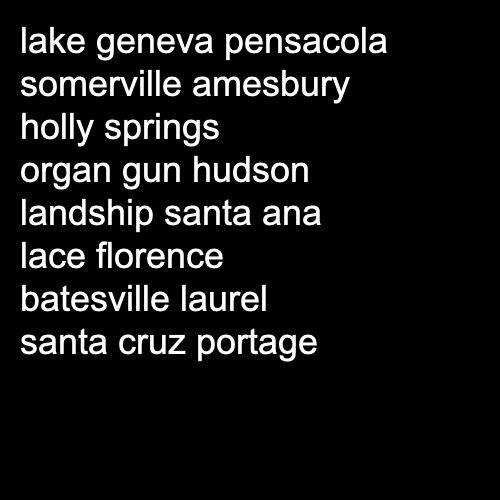 lake geneva pensacola
somerville amesbury
holly springs
organ gun hudson
landship santa ana
lace florence
batesville laurel
santa cruz portage